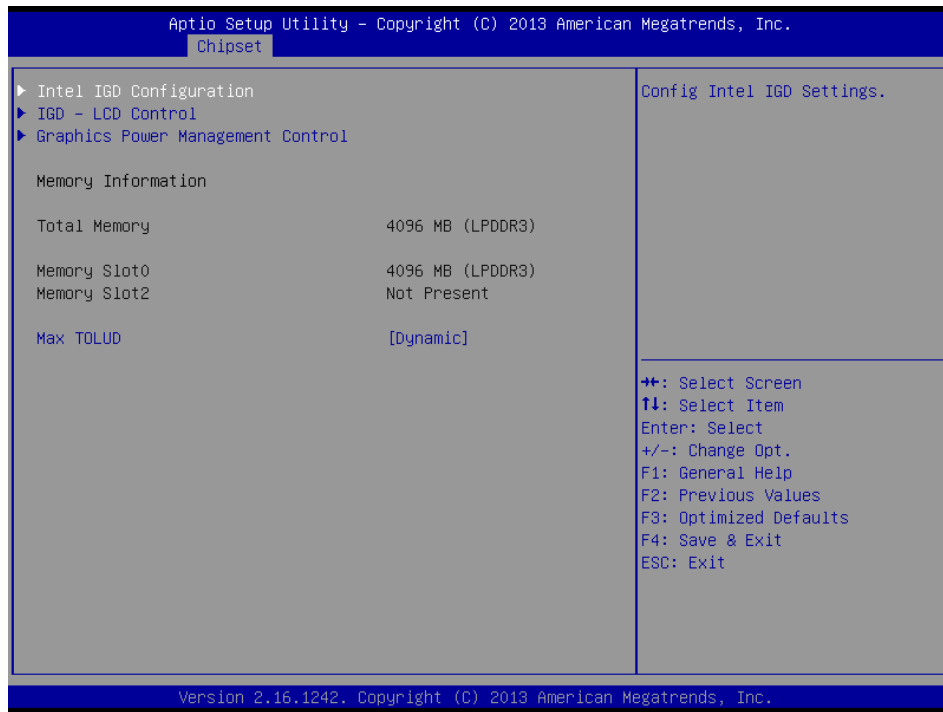 Aptio Setup Utility – Copyright (C) 2013 American Megatrends, Inc.
Chipset
Intel IGD Configuration
IGD – LCD Control
Graphics Power Management Control
Memory Information
Total Memory 4096 MB (LPDDR3)
Memory Slot0 4096 MB (LPDDR3)
Memory Slot2 Not Present
Max TOLUD [Dynamic]
Config Intel IGD Settings.
→←: Select Screen
↑↓: Select Item
Enter: Select
+/-: Change Opt.
F1: General Help
F2: Previous Values
F3: Optimized Defaults
F4: Save & Exit
ESC: Exit
Version 2.16.1242. Copyright (C) 2013 American Megatrends, Inc.